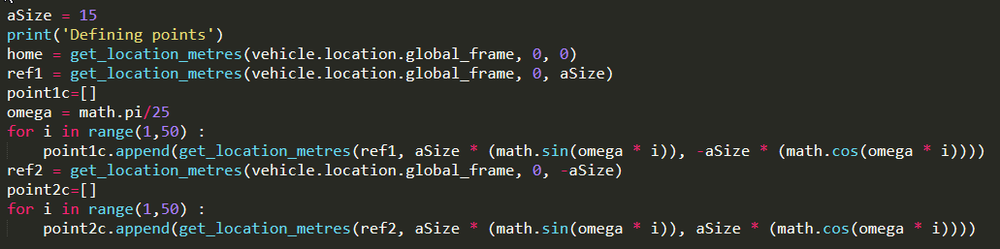 aSize = 15
print('Defining points')
home = get_location_metres(vehicle.location.global_frame, 0, 0)
ref1 = get_location_metres(vehicle.location.global_frame, 0, aSize)
point1c=[]
omega = math.pi/25
for i in range(1,50) :
    point1c.append(get_location_metres(ref1, aSize * (math.sin(omega * i)), -aSize * (math.cos(omega * i))))
ref2 = get_location_metres(vehicle.location.global_frame, 0, -aSize)
point2c=[]
for i in range(1,50) :
    point2c.append(get_location_metres(ref2, aSize * (math.sin(omega * i)), aSize * (math.cos(omega * i))))